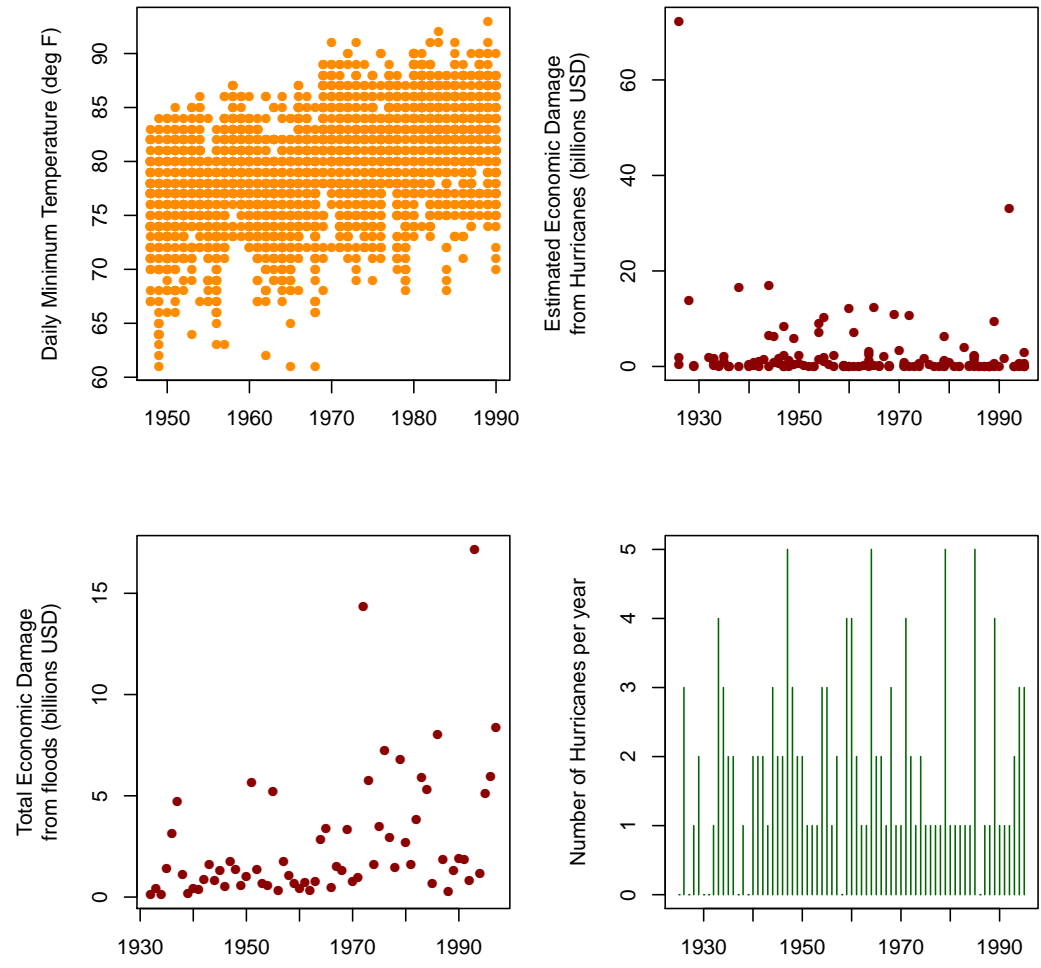 Daily Minimum Temperature (deg F)
60 65 70 75 80 85 90
1950 1960 1970 1980 1990
Estimated Economic Damage
from Hurricanes (billions USD)
0 20 40 60
1930 1950 1970 1990
Total Economic Damage
from floods (billions USD)
0 5 10 15
1930 1950 1970 1990
Number of Hurricanes per year
0 1 2 3 4 5
1930 1950 1970 1990